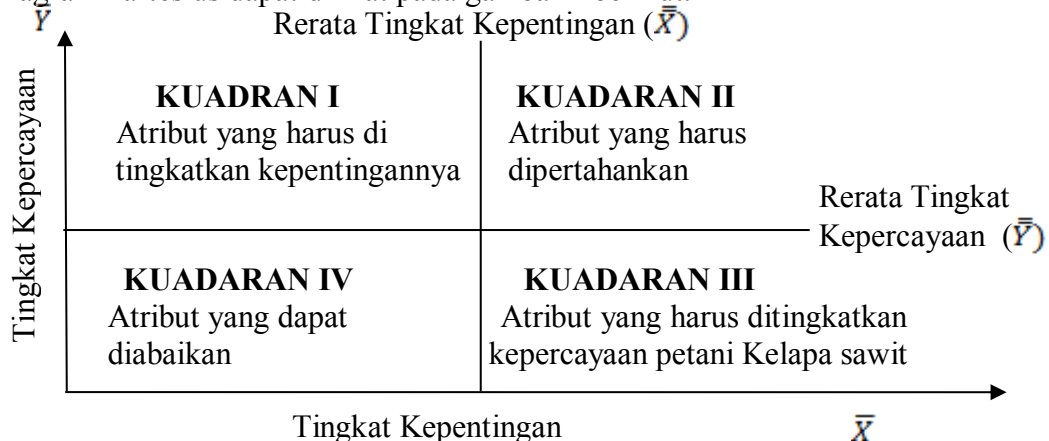 Ȳ
Rerata Tingkat Kepentingan (X̿)
Tingkat Kepercayaan
KUADRAN I
Atribut yang harus di
tingkatkan kepentingannya
KUADARAN II
Atribut yang harus
dipertahankan
Rerata Tingkat
Kepercayaan (Y̿)
KUADARAN IV
Atribut yang dapat
diabaikan
KUADARAN III
Atribut yang harus ditingkatkan
kepercayaan petani Kelapa sawit
Tingkat Kepentingan
X̅